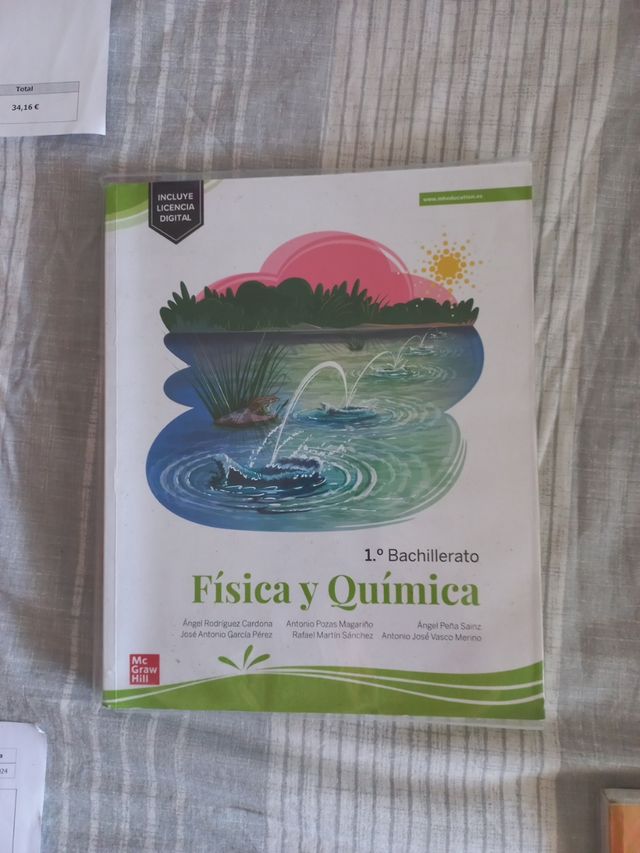 Total
34,16 €
INCLUYE
LICENCIA
DIGITAL
www.mheducation.es
1.º Bachillerato
Física y Química
Ángel Rodríguez Cardona Antonio Pozas Magariño Ángel Peña Sainz
José Antonio García Pérez Rafael Martín Sánchez Antonio José Vasco Merino
Mc
Graw
Hill